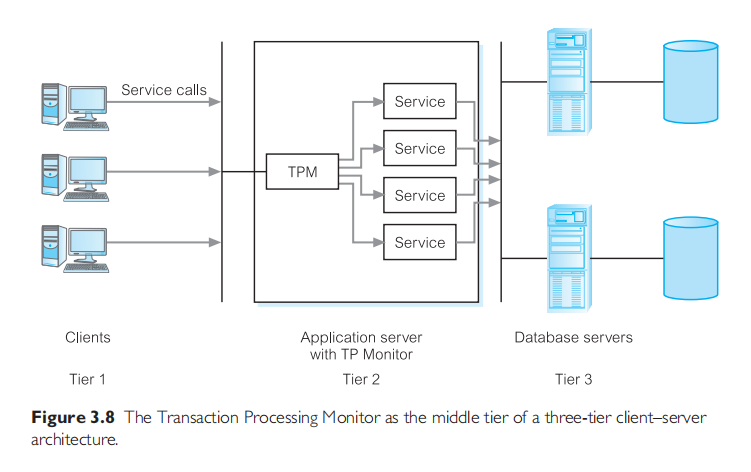 Service calls
Service
Service
TPM
Service
Service
Clients
Application server
with TP Monitor
Database servers
Tier 1
Tier 2
Tier 3
Figure 3.8 The Transaction Processing Monitor as the middle tier of a three-tier client–server
architecture.